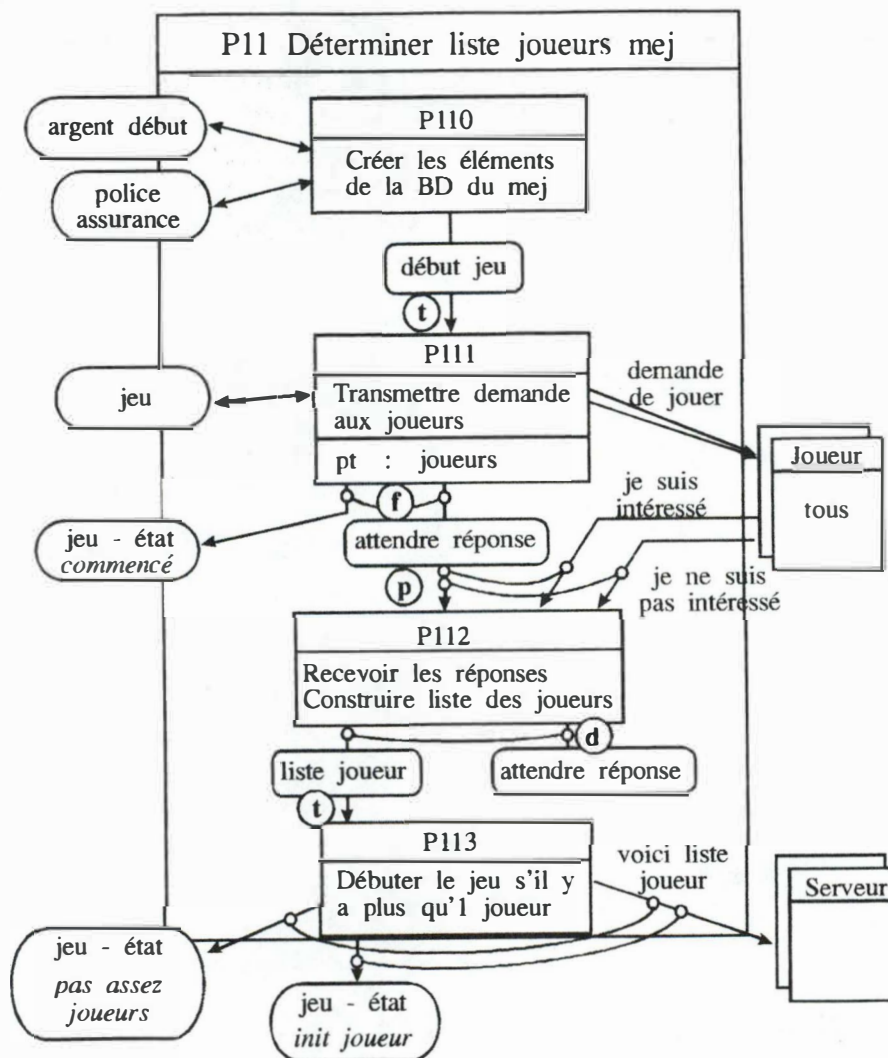 P11 Déterminer liste joueurs mej
argent début
P110
Créer les éléments
de la BD du mej
police
assurance
début jeu
t
P111
jeu
Transmettre demande
aux joueurs
demande
de jouer
pt : joueurs
Joueur
tous
f
je suis
intéressé
jeu - état
commencé
attendre réponse
p
je ne suis
pas intéressé
P112
Recevoir les réponses
Construire liste des joueurs
d
liste joueur
attendre réponse
t
P113
Débuter le jeu s'il y
a plus qu'1 joueur
voici liste
joueur
Serveur
jeu - état
pas assez
joueurs
jeu - état
init joueur